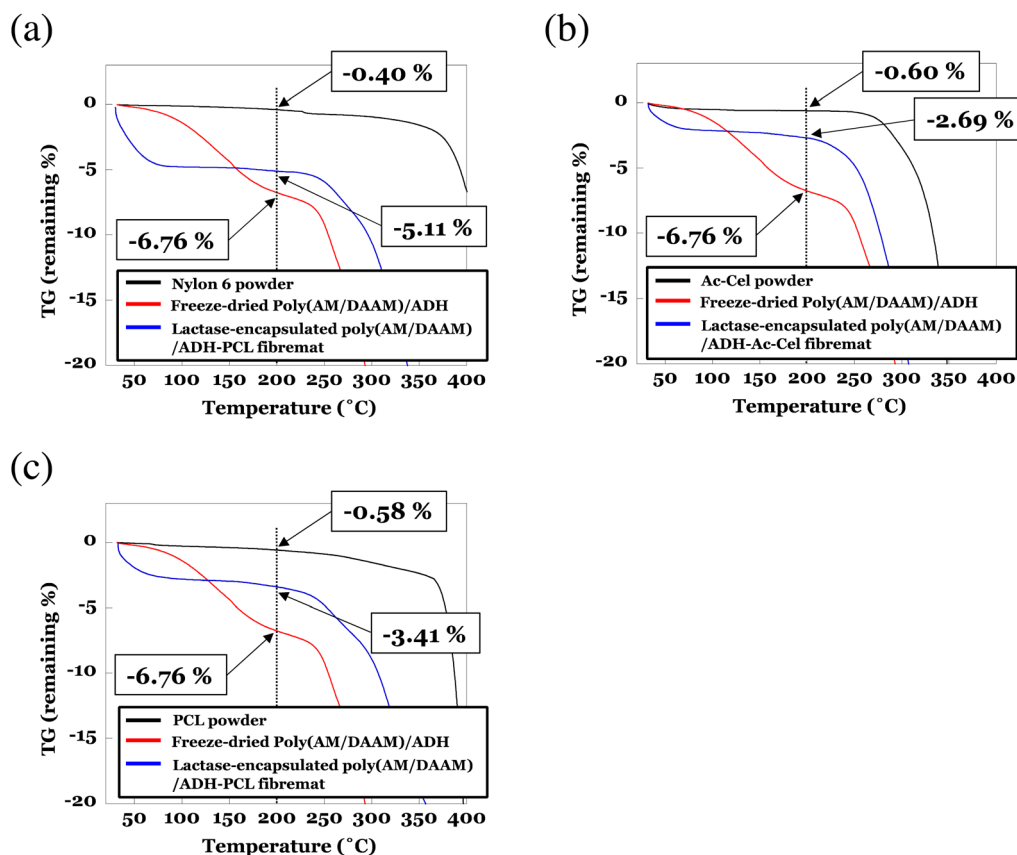 (a)
-0.40 %
0
-5
-10
-15
-20
TG (remaining %)
-6.76 %
-5.11 %
Nylon 6 powder
Freeze-dried Poly(AM/DAAM)/ADH
Lactase-encapsulated poly(AM/DAAM)
/ADH-PCL fibremat
50 100 150 200 250 300 350 400
Temperature (˚C)
(b)
-0.60 %
-2.69 %
0
-5
-10
-15
-20
TG (remaining %)
-6.76 %
Ac-Cel powder
Freeze-dried Poly(AM/DAAM)/ADH
Lactase-encapsulated poly(AM/DAAM)
/ADH-Ac-Cel fibremat
50 100 150 200 250 300 350 400
Temperature (˚C)
(c)
-0.58 %
0
-5
-10
-15
-20
TG (remaining %)
-3.41 %
-6.76 %
PCL powder
Freeze-dried Poly(AM/DAAM)/ADH
Lactase-encapsulated poly(AM/DAAM)
/ADH-PCL fibremat
50 100 150 200 250 300 350 400
Temperature (˚C)